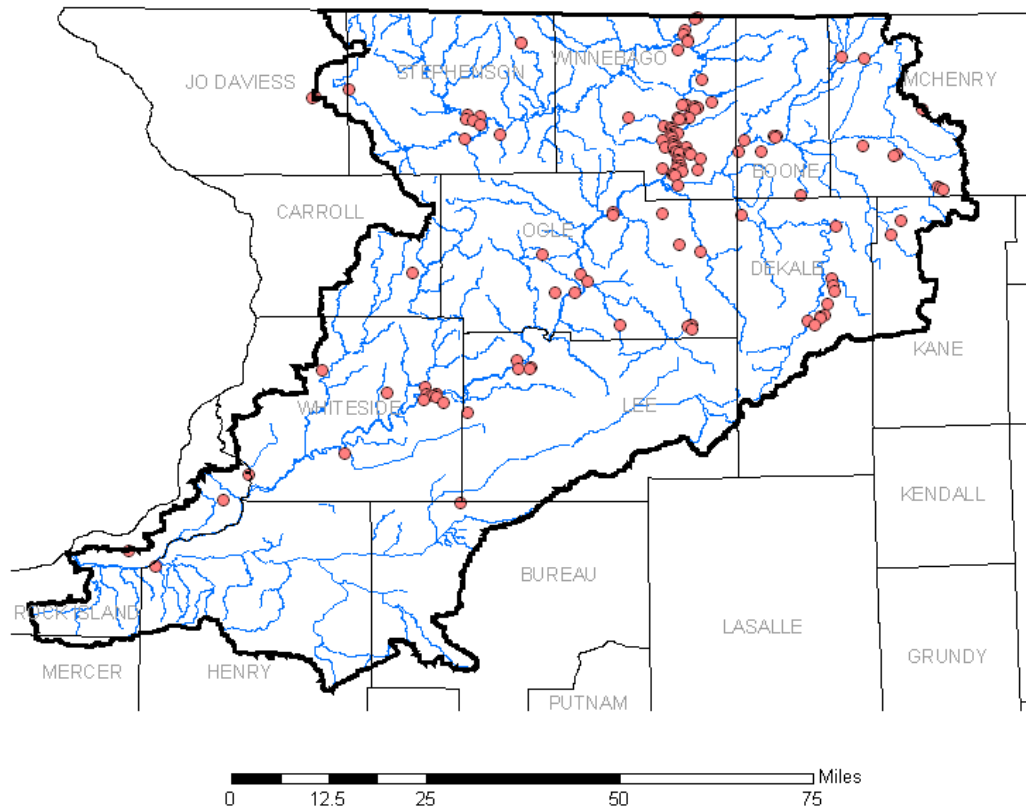 WINNEBAGO
STEPHENSON
JO DAVIESS
MCHENRY
BOONE
CARROLL
OGLE
DEKALB
KANE
WHITESIDE
LEE
KENDALL
BUREAU
ROCK ISLAND
LASALLE
MERCER
HENRY
GRUNDY
PUTNAM
Miles
0 12.5 25 50 75